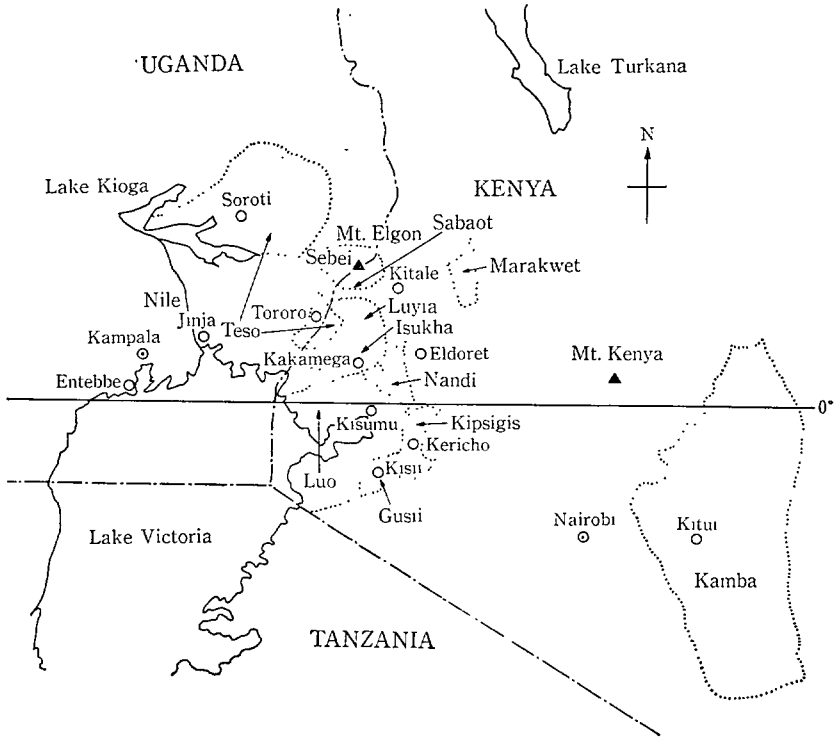 UGANDA
Lake Turkana
N
Lake Kioga
Soroti
KENYA
Mt. Elgon
Sabaot
Sebei
Kitale
Marakwet
Nile
Tororo
Luyia
Jinja
Teso
Isukha
Kampala
Kakamega
Eldoret
Mt. Kenya
Entebbe
Nandi
0°
Kisumu
Kipsigis
Kericho
Luo
Kisii
Gusii
Nairobi
Kitui
Lake Victoria
Kamba
TANZANIA